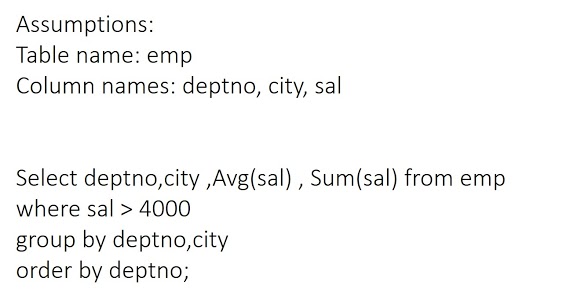 Assumptions:
Table name: emp
Column names: deptno, city, sal
Select deptno,city ,Avg(sal) , Sum(sal) from emp
where sal > 4000
group by deptno,city
order by deptno;